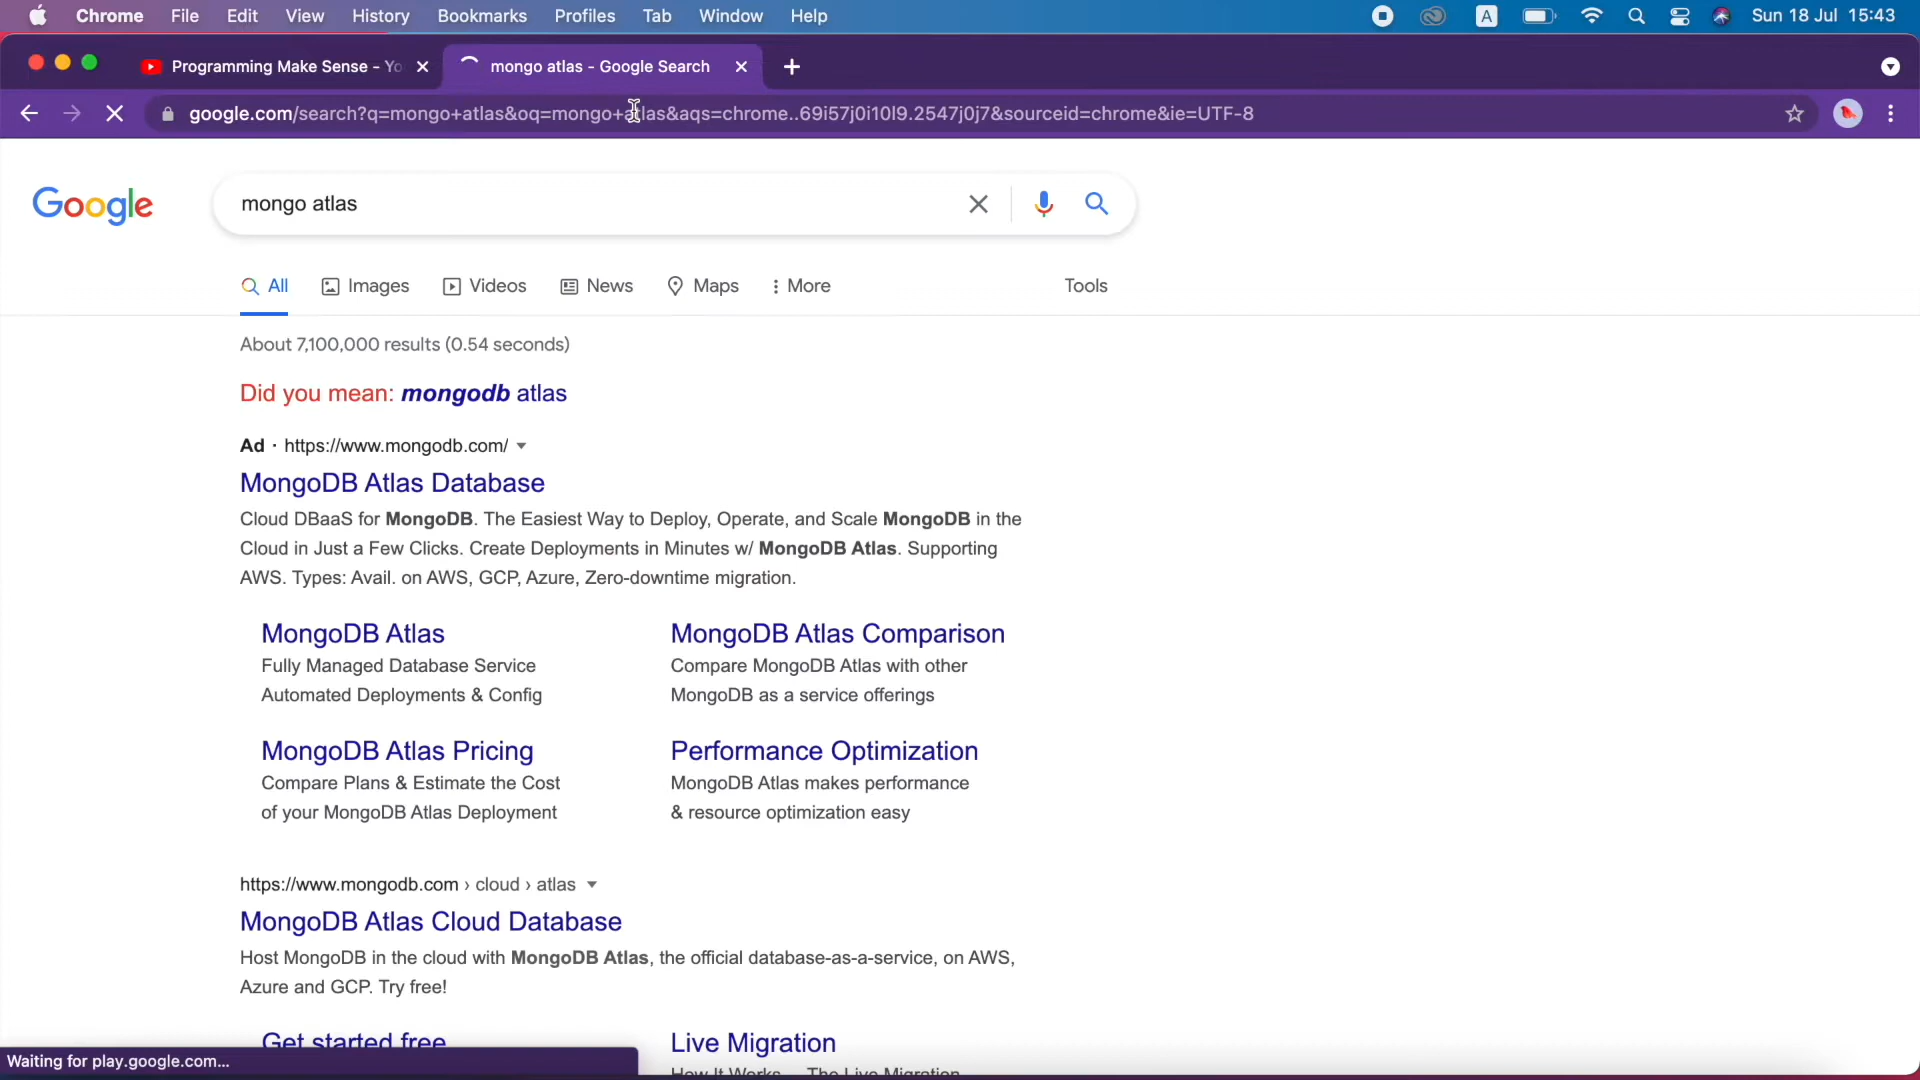 Chrome File Edit View History Bookmarks Profiles Tab Window Help A Sun 18 Jul 15:43
Programming Make Sense - Yo mongo atlas - Google Search
google.com/search?q=mongo+atlas&oq=mongo+atlas&aqs=chrome..69i57j0i10l9.2547j0j7&sourceid=chrome&ie=UTF-8
Google mongo atlas
All Images Videos News Maps More Tools
About 7,100,000 results (0.54 seconds)
Did you mean: mongodb atlas
Ad · https://www.mongodb.com/
MongoDB Atlas Database
Cloud DBaaS for MongoDB. The Easiest Way to Deploy, Operate, and Scale MongoDB in the
Cloud in Just a Few Clicks. Create Deployments in Minutes w/ MongoDB Atlas. Supporting
AWS. Types: Avail. on AWS, GCP, Azure, Zero-downtime migration.
MongoDB Atlas
Fully Managed Database Service
Automated Deployments & Config
MongoDB Atlas Comparison
Compare MongoDB Atlas with other
MongoDB as a service offerings
MongoDB Atlas Pricing
Compare Plans & Estimate the Cost
of your MongoDB Atlas Deployment
Performance Optimization
MongoDB Atlas makes performance
& resource optimization easy
https://www.mongodb.com › cloud › atlas
MongoDB Atlas Cloud Database
Host MongoDB in the cloud with MongoDB Atlas, the official database-as-a-service, on AWS,
Azure and GCP. Try free!
Get started free
Live Migration
How It Works ... The Live Migration
Waiting for play.google.com...